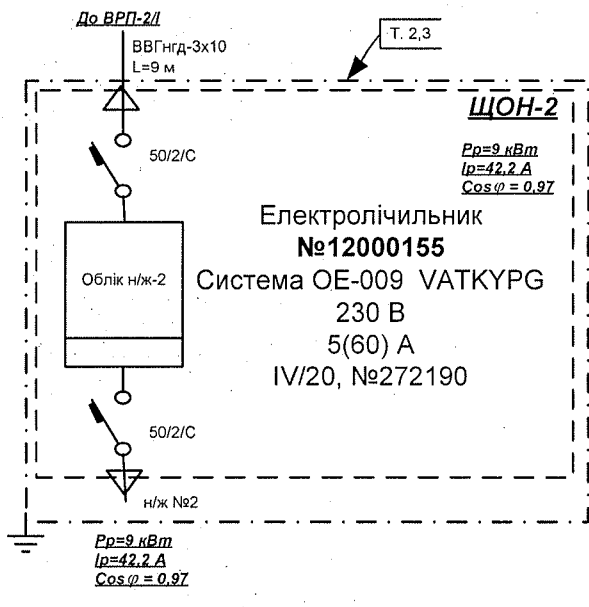 До ВРП-2/І
ВВГнгд-3х10
L=9 м
Т. 2,3
ЩОН-2
50/2/С
Рр=9 кВт
Ір=42,2 А
Cos φ = 0,97
Електролічильник
№12000155
Облік н/ж-2
Система ОЕ-009 VATKYPG
230 В
5(60) А
IV/20, №272190
50/2/С
н/ж №2
Рр=9 кВт
Ір=42,2 А
Cos φ = 0,97